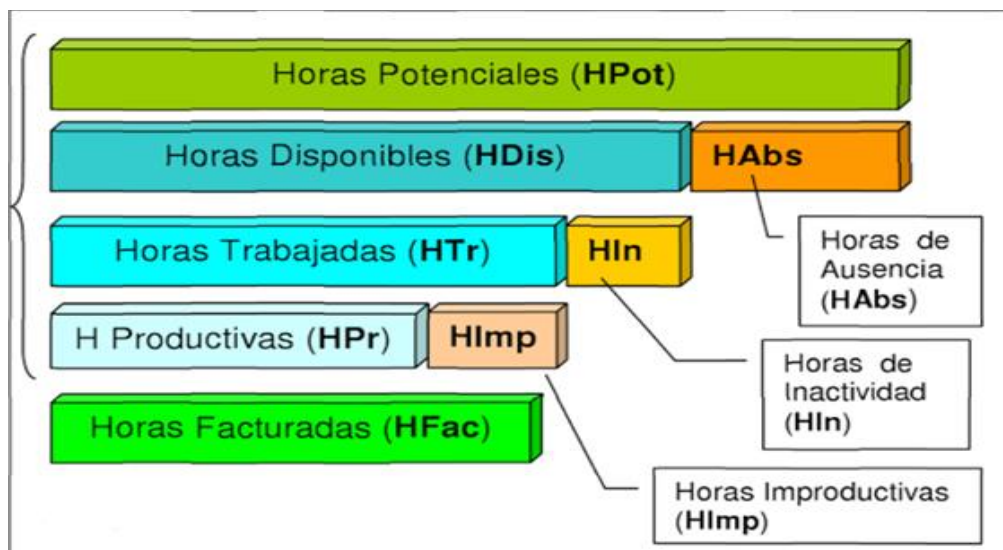 Horas Potenciales (HPot)
Horas Disponibles (HDis)
HAbs
Horas Trabajadas (HTr)
HIn
Horas de
Ausencia
(HAbs)
H Productivas (HPr)
HImp
Horas de
Inactividad
(HIn)
Horas Facturadas (HFac)
Horas Improductivas
(HImp)